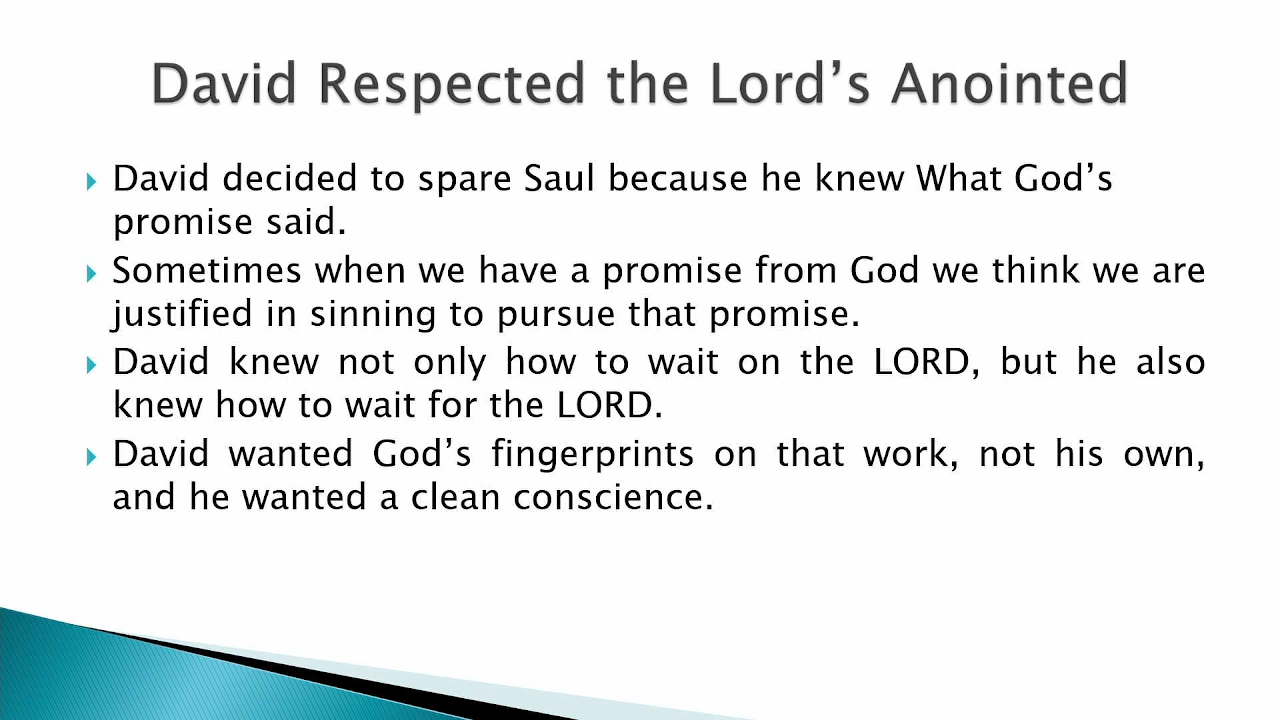 David Respected the Lord’s Anointed
David decided to spare Saul because he knew What God’s
promise said.
Sometimes when we have a promise from God we think we are
justified in sinning to pursue that promise.
David knew not only how to wait on the LORD, but he also
knew how to wait for the LORD.
David wanted God’s fingerprints on that work, not his own,
and he wanted a clean conscience.